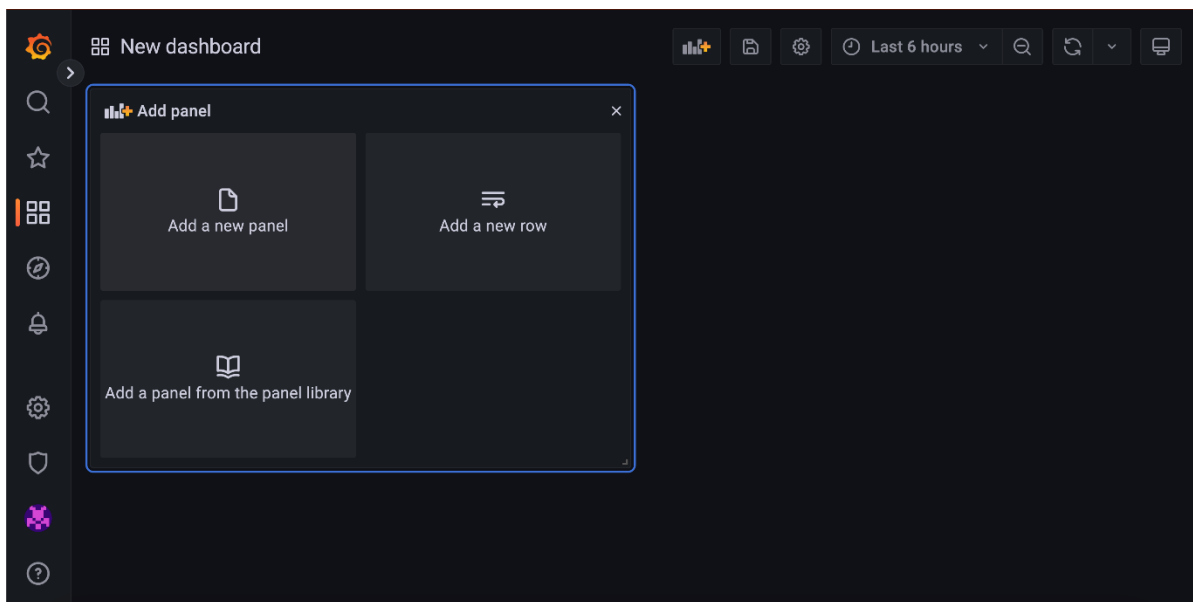 New dashboard
Last 6 hours
Add panel
Add a new panel
Add a new row
Add a panel from the panel library